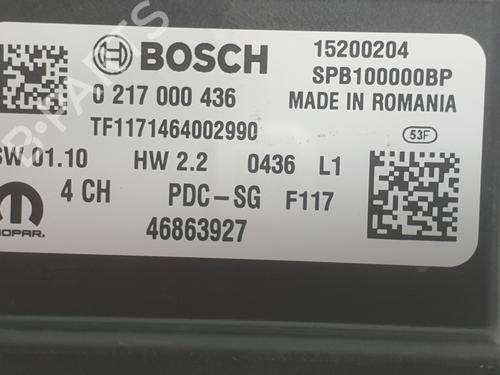 BOSCH 15200204
SPB100000BP
0 217 000 436 MADE IN ROMANIA
TF1171464002990
53F
SW 01.10 HW 2.2 0436 L1
4 CH PDC-SG F117
MOPAR.
46863927
B-PARTS